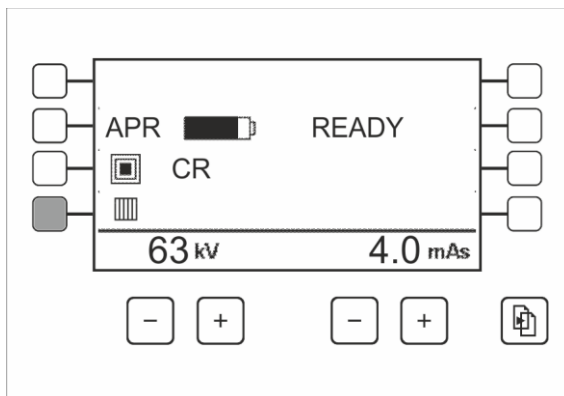 APR READY
CR
63 kV 4.0 mAs
- + - +